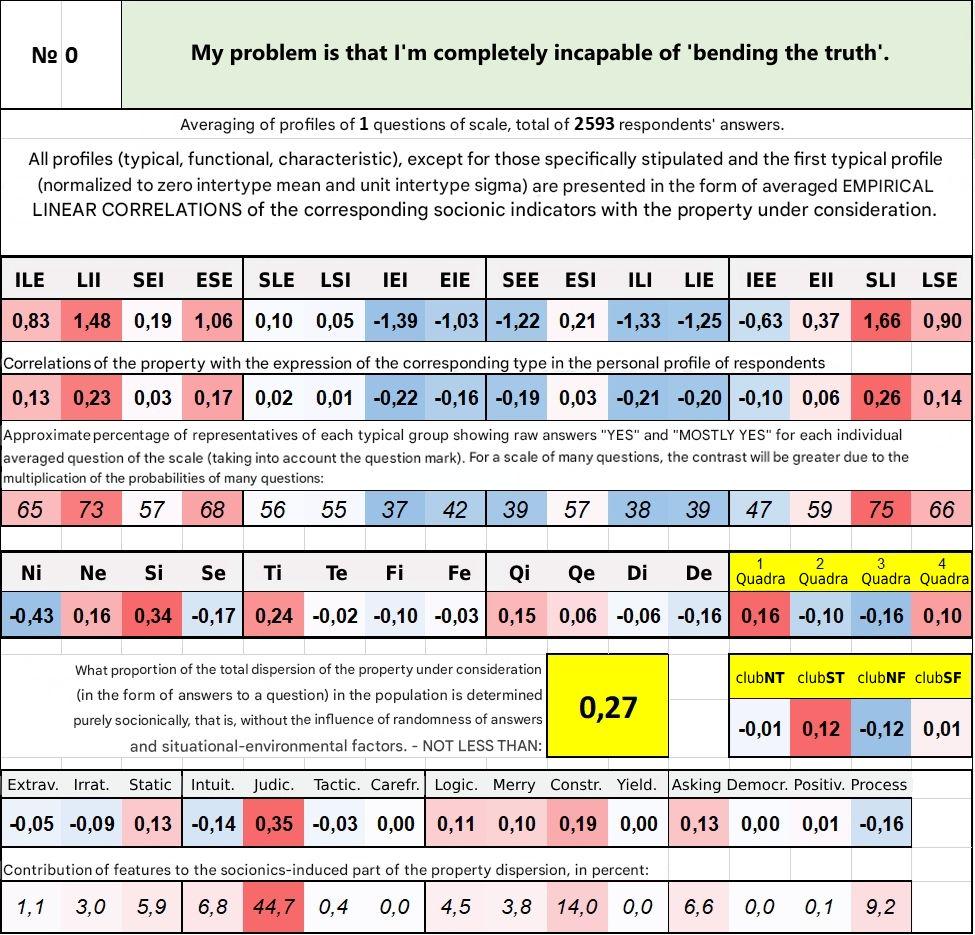 № 0
My problem is that I'm completely incapable of 'bending the truth'.
Averaging of profiles of 1 questions of scale, total of 2593 respondents' answers.
All profiles (typical, functional, characteristic), except for those specifically stipulated and the first typical profile
(normalized to zero intertype mean and unit intertype sigma) are presented in the form of averaged EMPIRICAL
LINEAR CORRELATIONS of the corresponding socionic indicators with the property under consideration.
ILE LII SEI ESE SLE LSI IEI EIE SEE ESI ILI LIE IEE EII SLI LSE
0,83 1,48 0,19 1,06 0,10 0,05 -1,39 -1,03 -1,22 0,21 -1,33 -1,25 -0,63 0,37 1,66 0,90
Correlations of the property with the expression of the corresponding type in the personal profile of respondents
0,13 0,23 0,03 0,17 0,02 0,01 -0,22 -0,16 -0,19 0,03 -0,21 -0,20 -0,10 0,06 0,26 0,14
Approximate percentage of representatives of each typical group showing raw answers "YES" and "MOSTLY YES" for each individual
averaged question of the scale (taking into account the question mark). For a scale of many questions, the contrast will be greater due to the
multiplication of the probabilities of many questions:
65 73 57 68 56 55 37 42 39 57 38 39 47 59 75 66
Ni Ne Si Se Ti Te Fi Fe Qi Qe Di De 1 Quadra 2 Quadra 3 Quadra 4 Quadra
-0,43 0,16 0,34 -0,17 0,24 -0,02 -0,10 -0,03 0,15 0,06 -0,06 -0,16 0,16 -0,10 -0,16 0,10
What proportion of the total dispersion of the property under consideration
(in the form of answers to a question) in the population is determined
purely socionically, that is, without the influence of randomness of answers
and situational-environmental factors. - NOT LESS THAN:
0,27
clubNT clubST clubNF clubSF
-0,01 0,12 -0,12 0,01
Extrav. Irrat. Static Intuit. Judic. Tactic. Carefr. Logic. Merry Constr. Yield. Asking Democr. Positiv. Process
-0,05 -0,09 0,13 -0,14 0,35 -0,03 0,00 0,11 0,10 0,19 0,00 0,13 0,00 0,01 -0,16
Contribution of features to the socionics-induced part of the property dispersion, in percent:
1,1 3,0 5,9 6,8 44,7 0,4 0,0 4,5 3,8 14,0 0,0 6,6 0,0 0,1 9,2